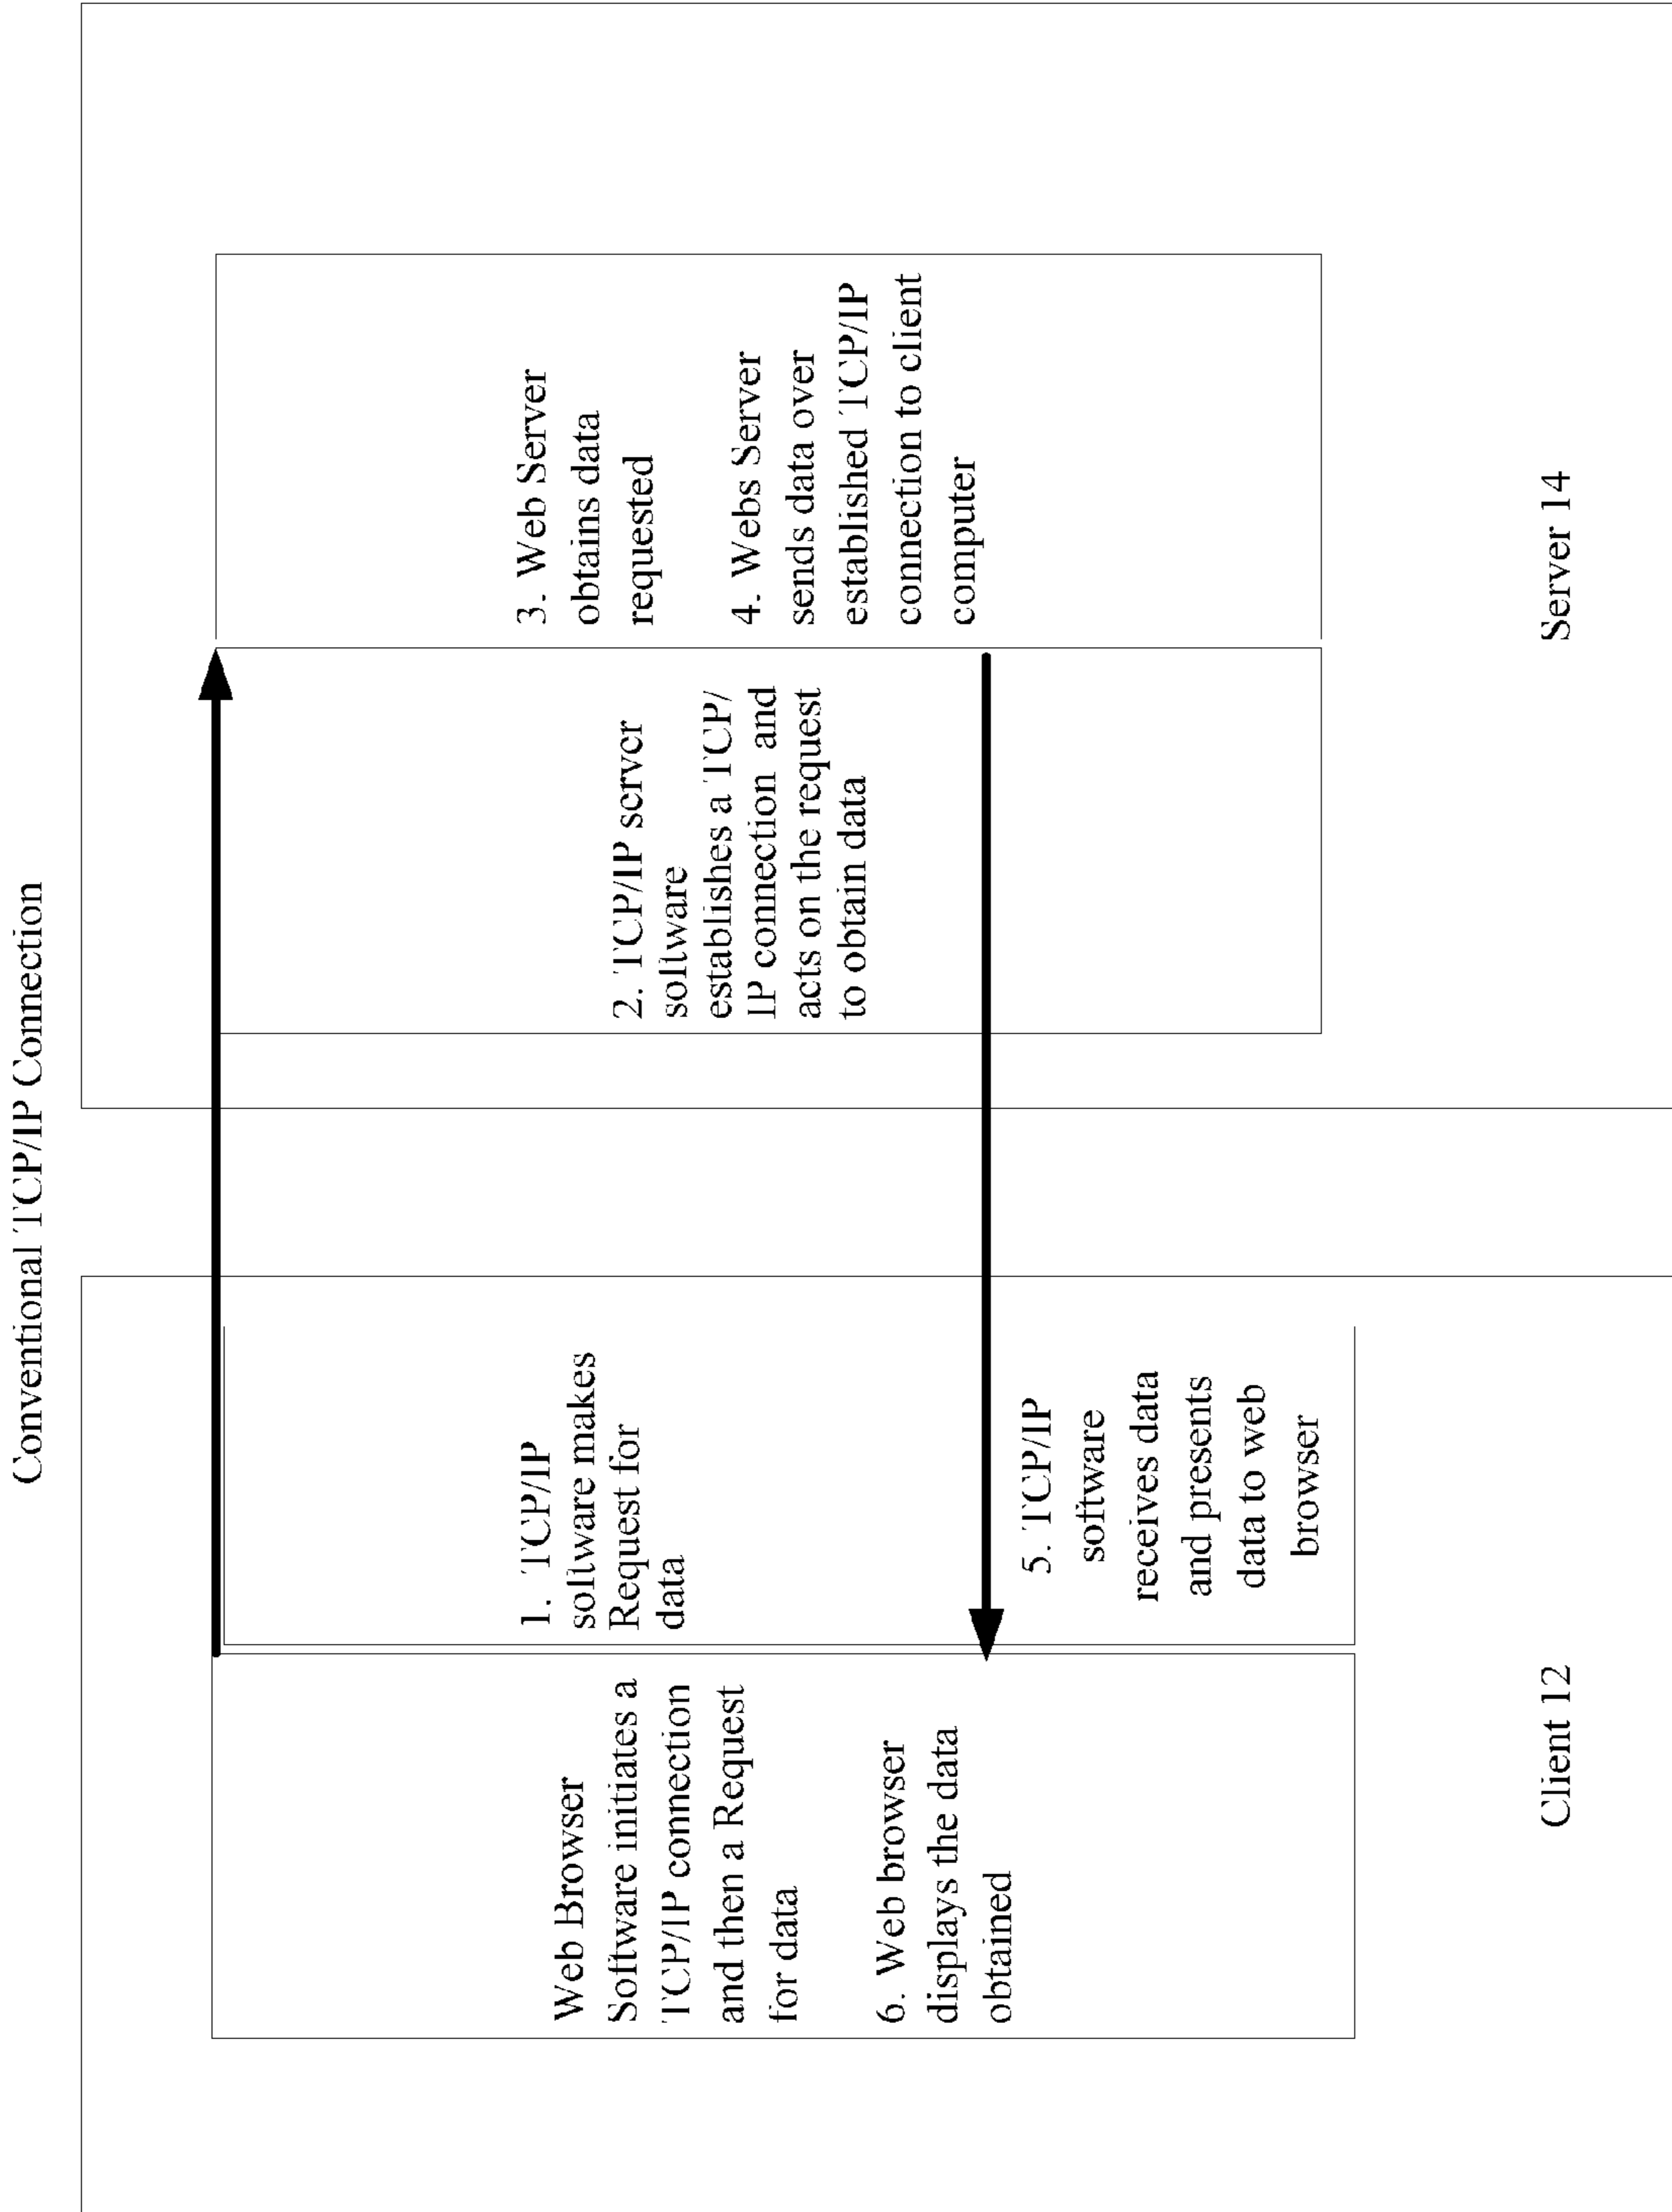 Conventional TCP/IP Connection
Web Browser
Software initiates a
TCP/IP connection
and then a Request
for data
6. Web browser
displays the data
obtained
1. TCP/IP
software makes
Request for
data
5. TCP/IP
software
receives data
and presents
data to web
browser
Client 12
2. TCP/IP server
software
establishes a TCP/
IP connection and
acts on the request
to obtain data
3. Web Server
obtains data
requested
4. Webs Server
sends data over
established TCP/IP
connection to client
computer
Server 14